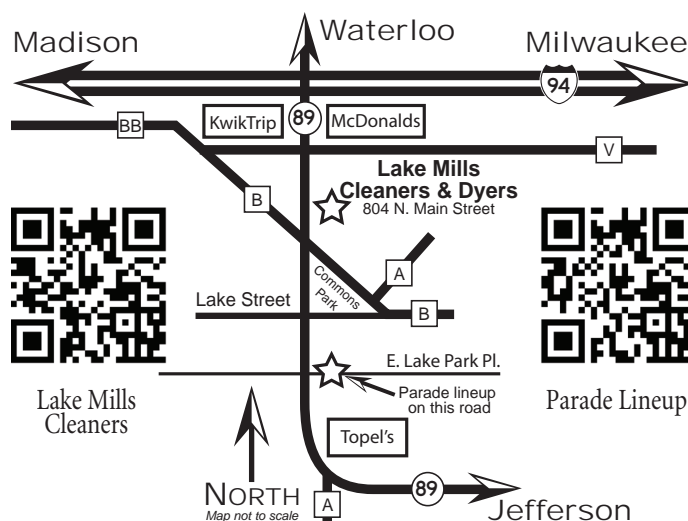 Madison
Waterloo
Milwaukee
94
BB
KwikTrip
89
McDonalds
V
Lake Mills
Cleaners & Dyers
804 N. Main Street
B
A
Commons
Park
Lake Street
B
E. Lake Park Pl.
Parade lineup
on this road
Lake Mills
Cleaners
Parade Lineup
Topel's
NORTH
Map not to scale
A
89
Jefferson